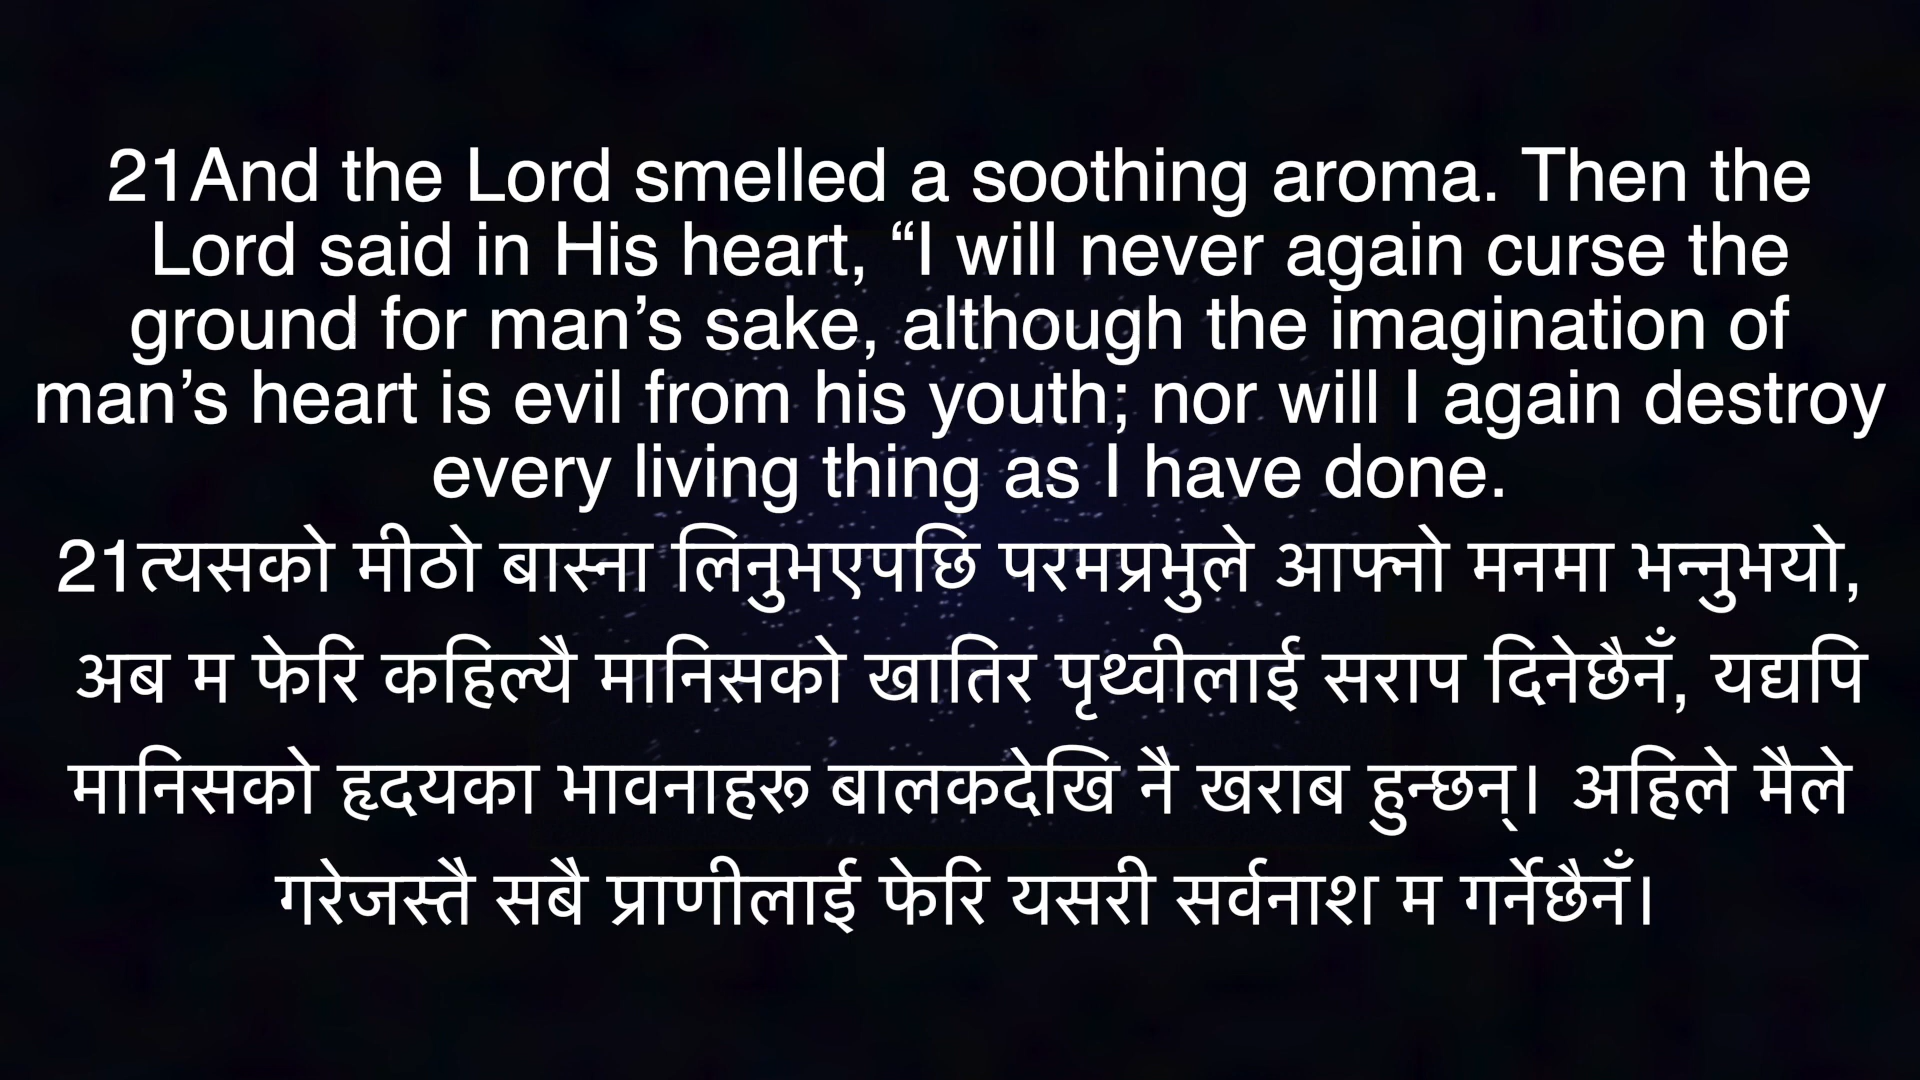 21And the Lord smelled a soothing aroma. Then the
Lord said in His heart, “I will never again curse the
ground for man’s sake, although the imagination of
man’s heart is evil from his youth; nor will I again destroy
every living thing as I have done.
21त्यसको मीठो बास्ना लिनुभएपछि परमप्रभुले आफ्नो मनमा भन्नुभयो,
अब म फेरि कहिल्यै मानिसको खातिर पृथ्वीलाई सराप दिनेछैनँ, यद्यपि
मानिसको हृदयका भावनाहरू बालकदेखि नै खराब हुन्छन्। अहिले मैले
गरेजस्तै सबै प्राणीलाई फेरि यसरी सर्वनाश म गर्नेछैनँ।